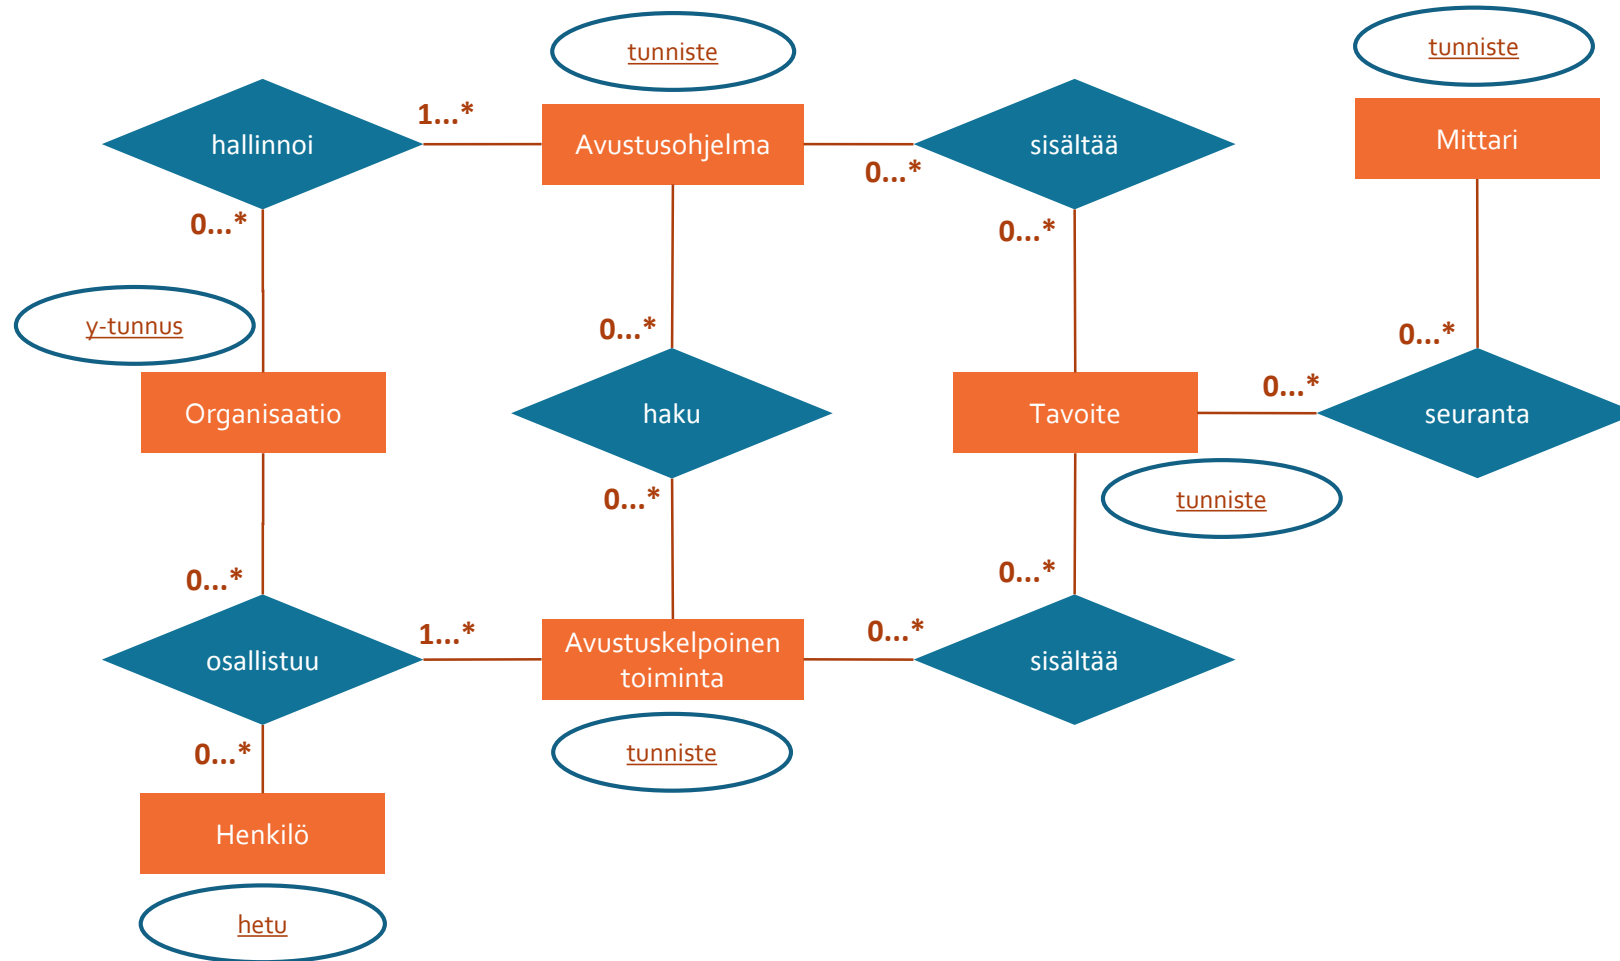 tunniste
tunniste
1...*
hallinnoi
Avustusohjelma
sisältää
Mittari
0...*
0...*
0...*
y-tunnus
0...*
0...*
0...*
Organisaatio
haku
Tavoite
seuranta
0...*
tunniste
0...*
0...*
1...*
0...*
osallistuu
Avustuskelpoinen
toiminta
sisältää
0...*
tunniste
Henkilö
hetu